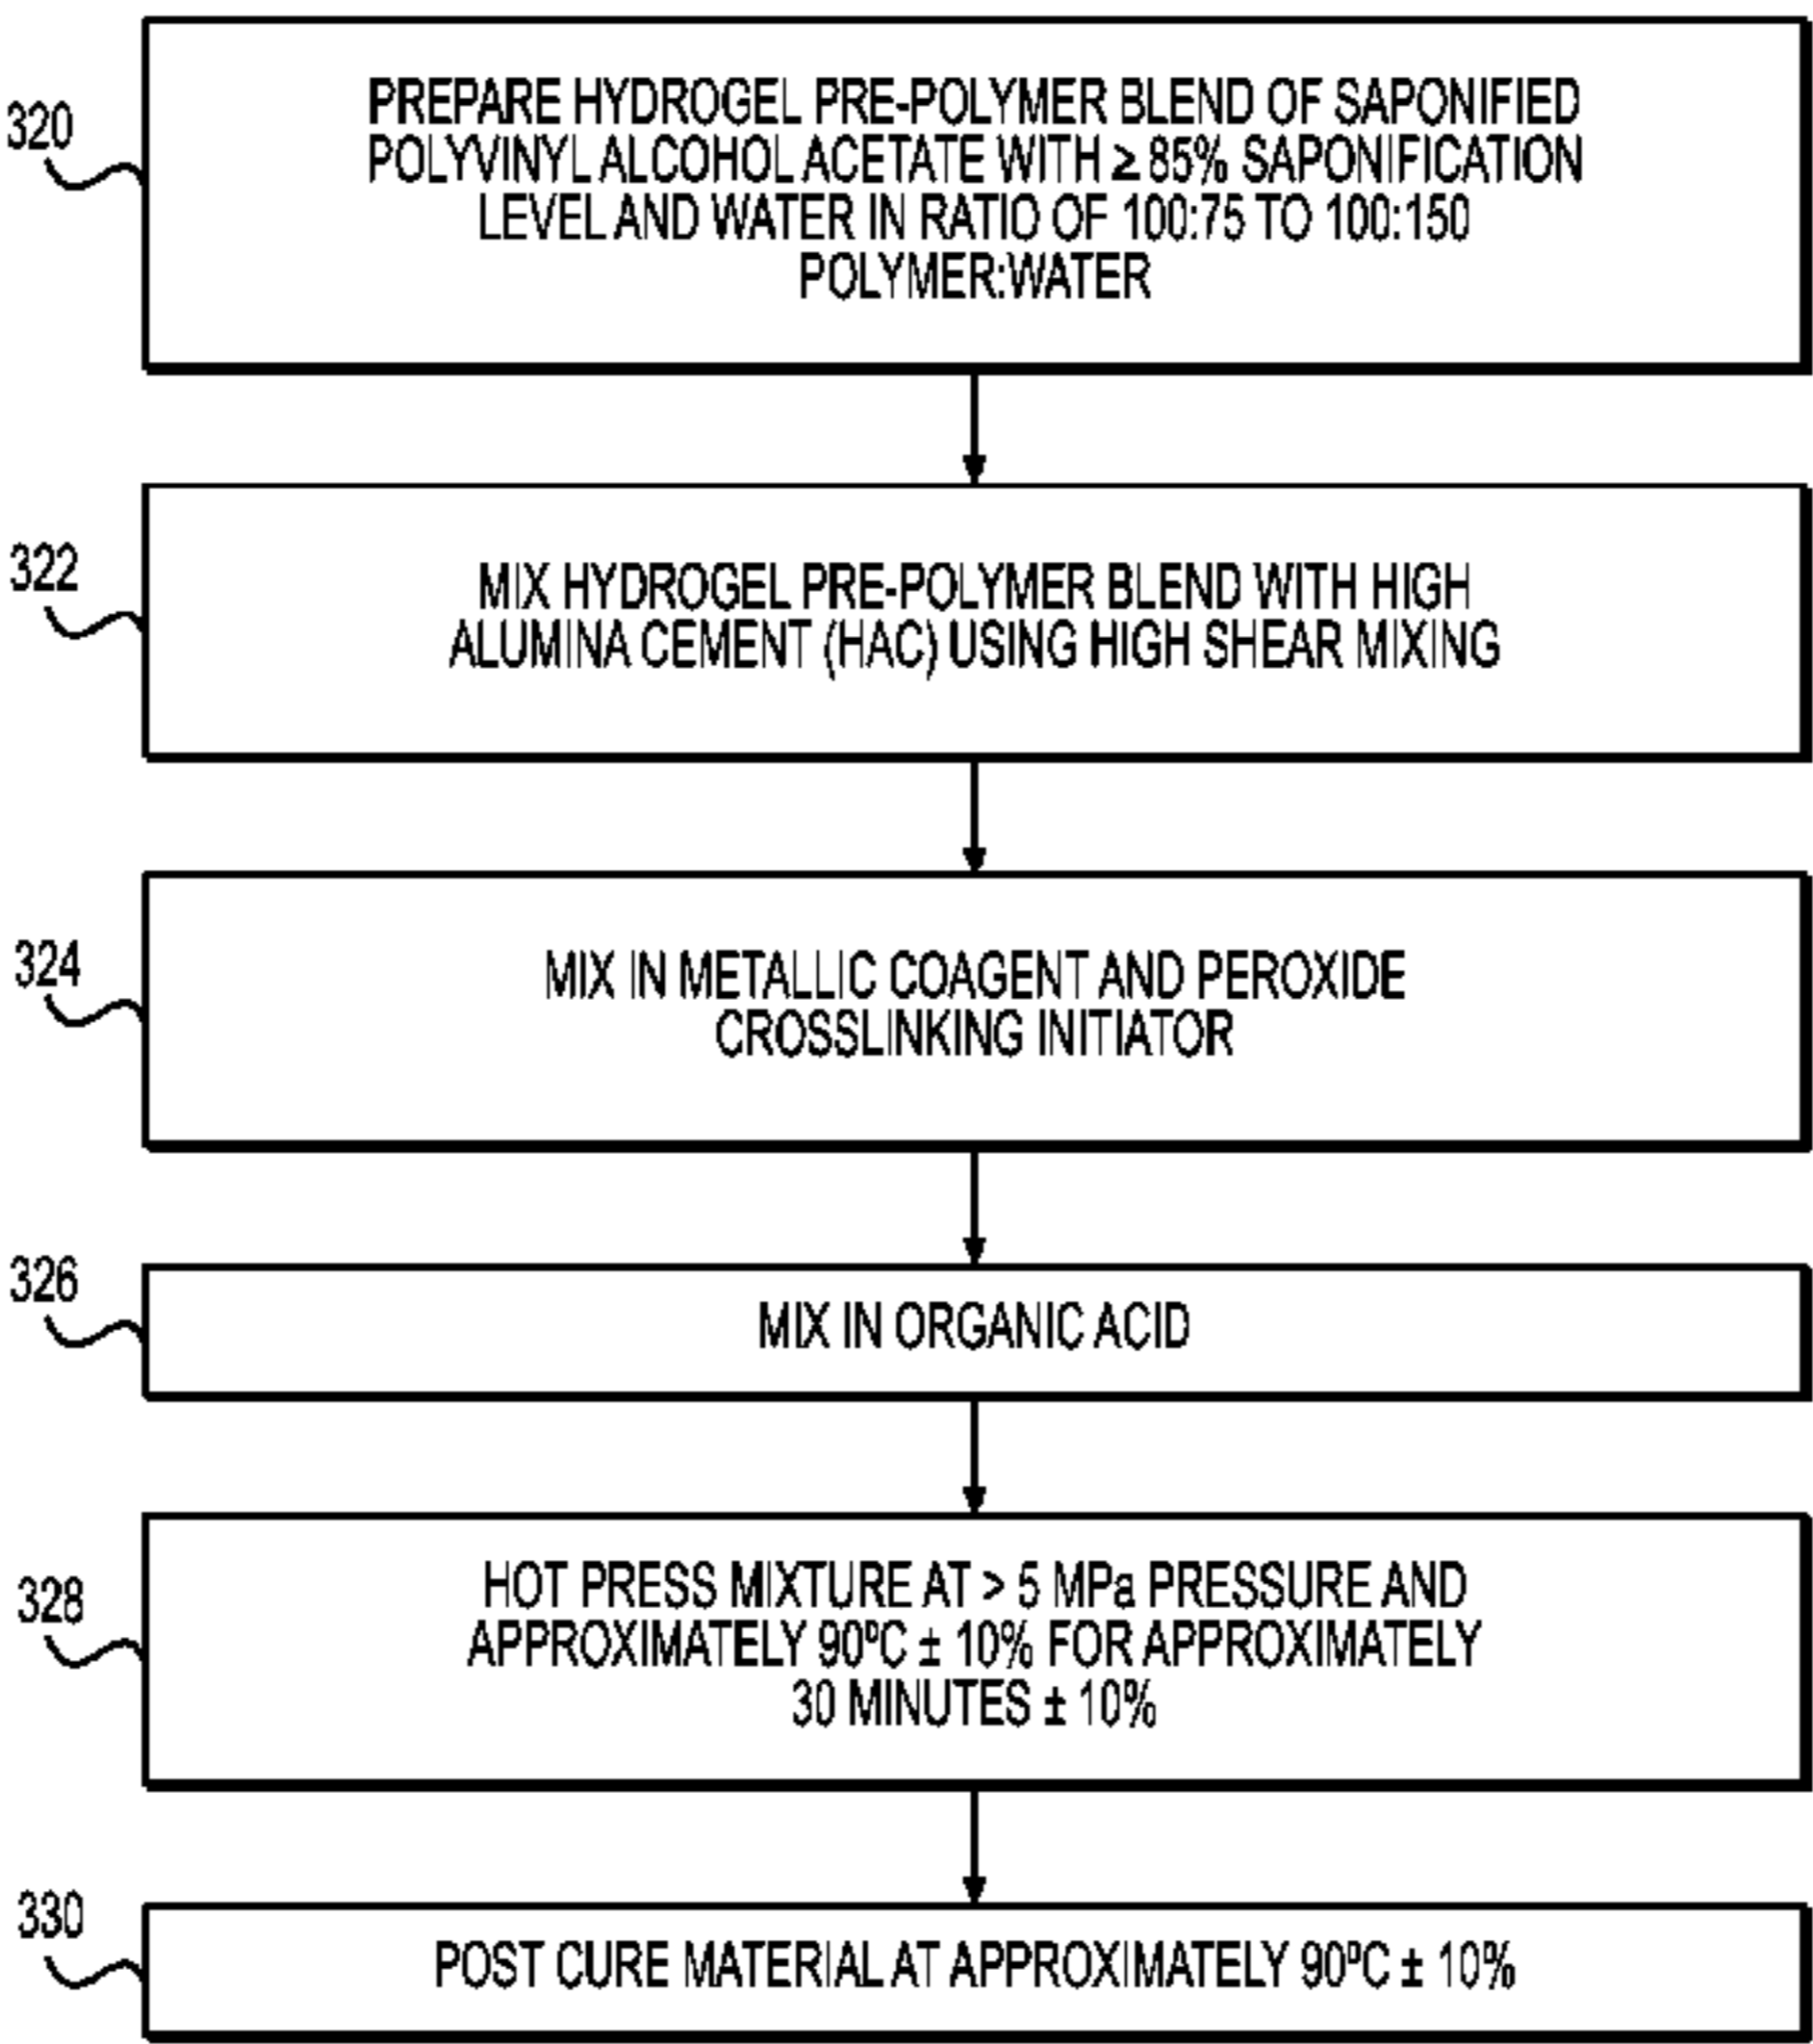 320
PREPARE HYDROGEL PRE-POLYMER BLEND OF SAPONIFIED
POLYVINYL ALCOHOL ACETATE WITH ≥ 85% SAPONIFICATION
LEVEL AND WATER IN RATIO OF 100:75 TO 100:150
POLYMER:WATER
322
MIX HYDROGEL PRE-POLYMER BLEND WITH HIGH
ALUMINA CEMENT (HAC) USING HIGH SHEAR MIXING
324
MIX IN METALLIC COAGENT AND PEROXIDE
CROSSLINKING INITIATOR
326
MIX IN ORGANIC ACID
328
HOT PRESS MIXTURE AT > 5 MPa PRESSURE AND
APPROXIMATELY 90ºC ± 10% FOR APPROXIMATELY
30 MINUTES ± 10%
330
POST CURE MATERIAL AT APPROXIMATELY 90ºC ± 10%